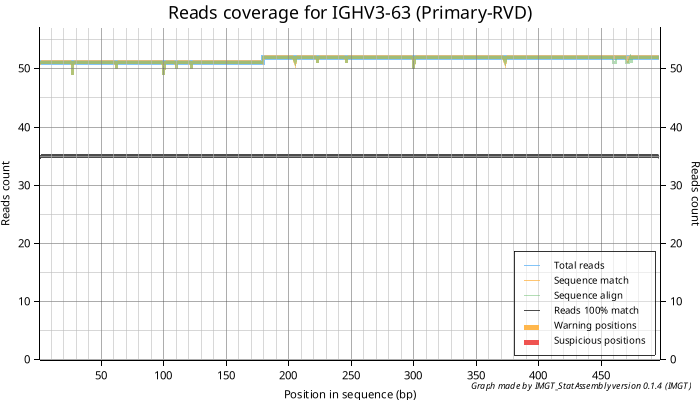 Reads coverage for IGHV3-63 (Primary-RVD)
50 50
40 40
30 30
20 20
10 10
0 0
Reads count
Reads count
Total reads
Sequence match
Sequence align
Reads 100% match
Warning positions
Suspicious positions
50 100 150 200 250 300 350 400 450
Position in sequence (bp)
Graph made by IMGT_StatAssembly version 0.1.4 (IMGT)